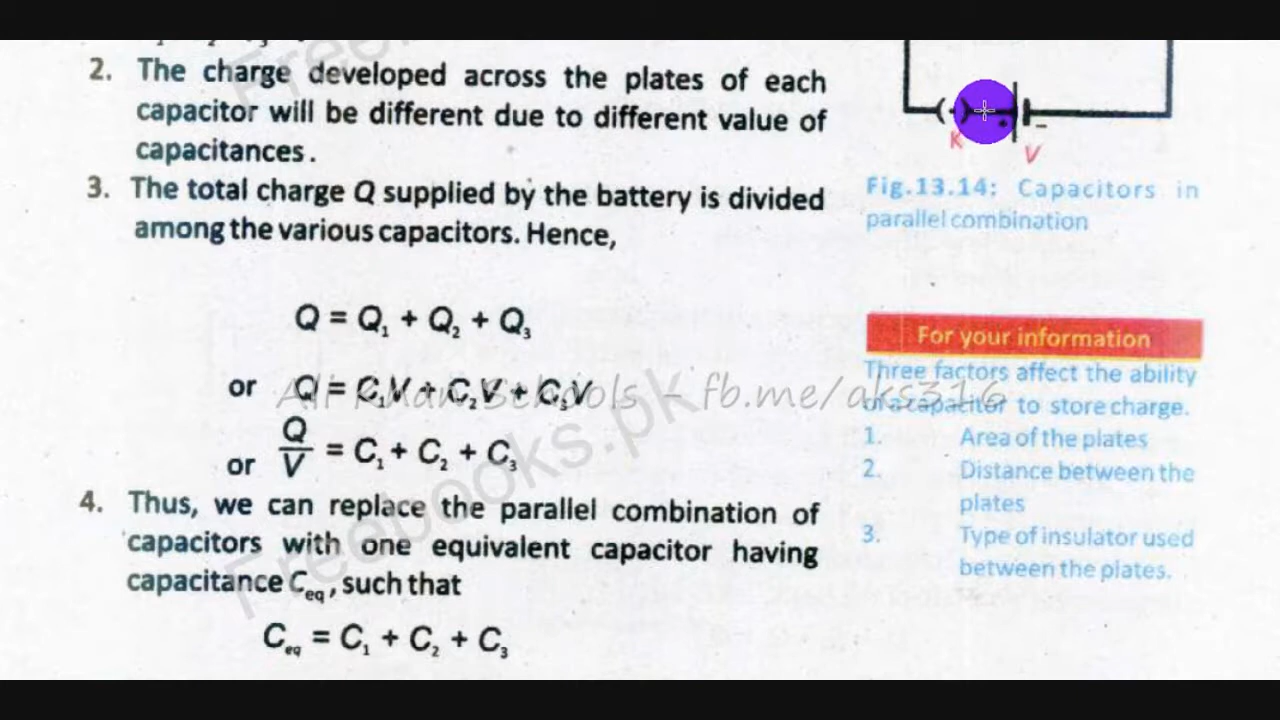 2. The charge developed across the plates of each
capacitor will be different due to different value of
capacitances.
3. The total charge Q supplied by the battery is divided
among the various capacitors. Hence,
Q = Q₁ + Q₂ + Q₃
or Q = C₁V + C₂V + C₃V
or Q/V = C₁ + C₂ + C₃
4. Thus, we can replace the parallel combination of
capacitors with one equivalent capacitor having
capacitance Cₑq, such that
Cₑq = C₁ + C₂ + C₃
+ −
K V
Fig.13.14: Capacitors in
parallel combination
For your information
Three factors affect the ability
of a capacitor to store charge.
1. Area of the plates
2. Distance between the
plates
3. Type of insulator used
between the plates.
Ali Khan Schools - fb.me/aks316
Freebooks.pk